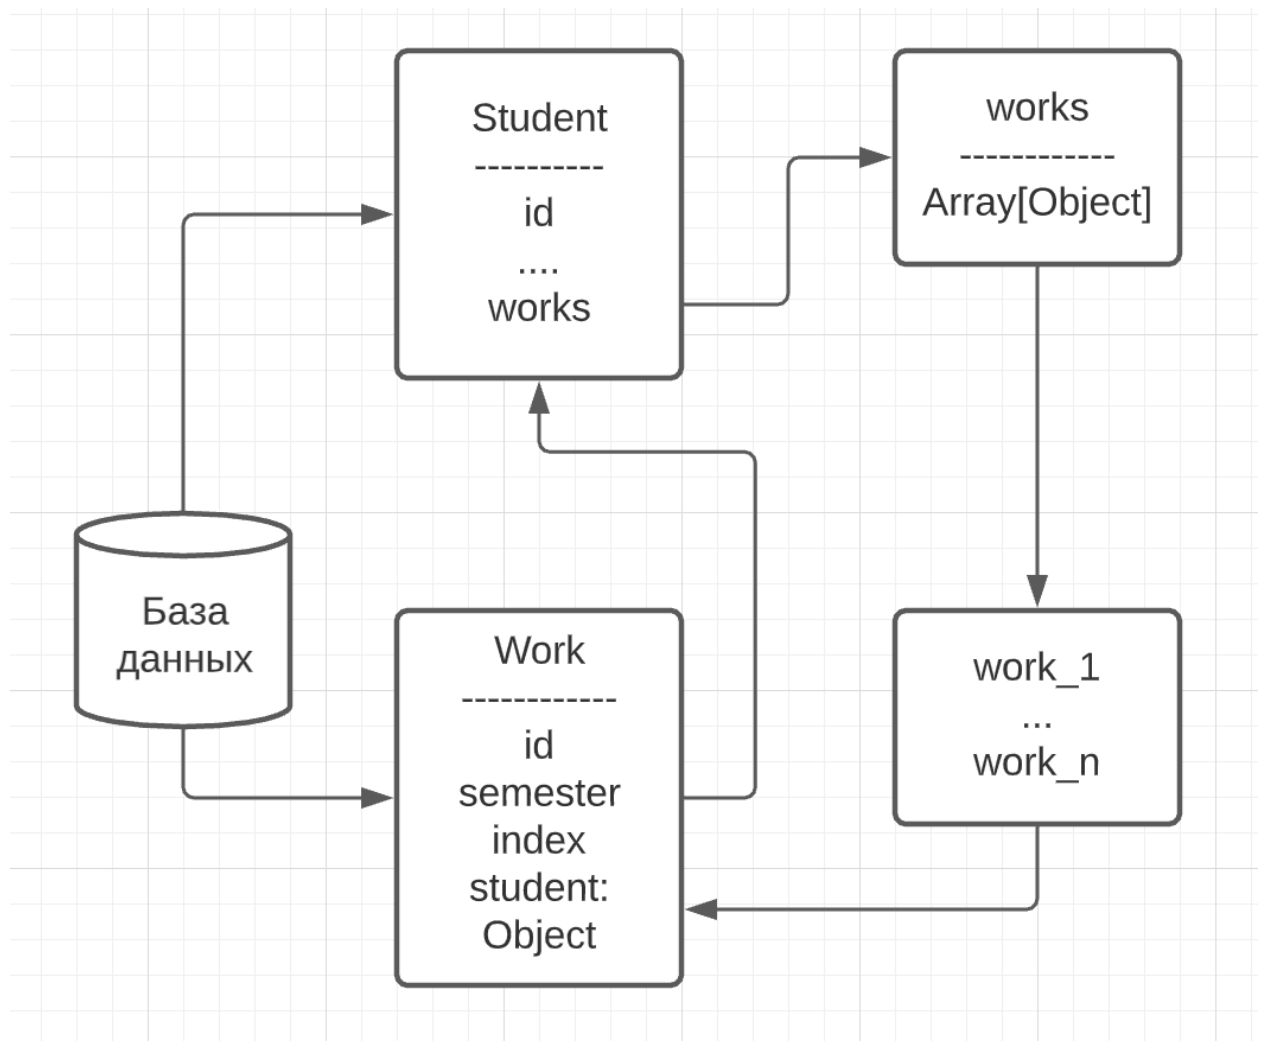 Student
----------
id
....
works
works
------------
Array[Object]
База
данных
Work
------------
id
semester
index
student:
Object
work_1
...
work_n